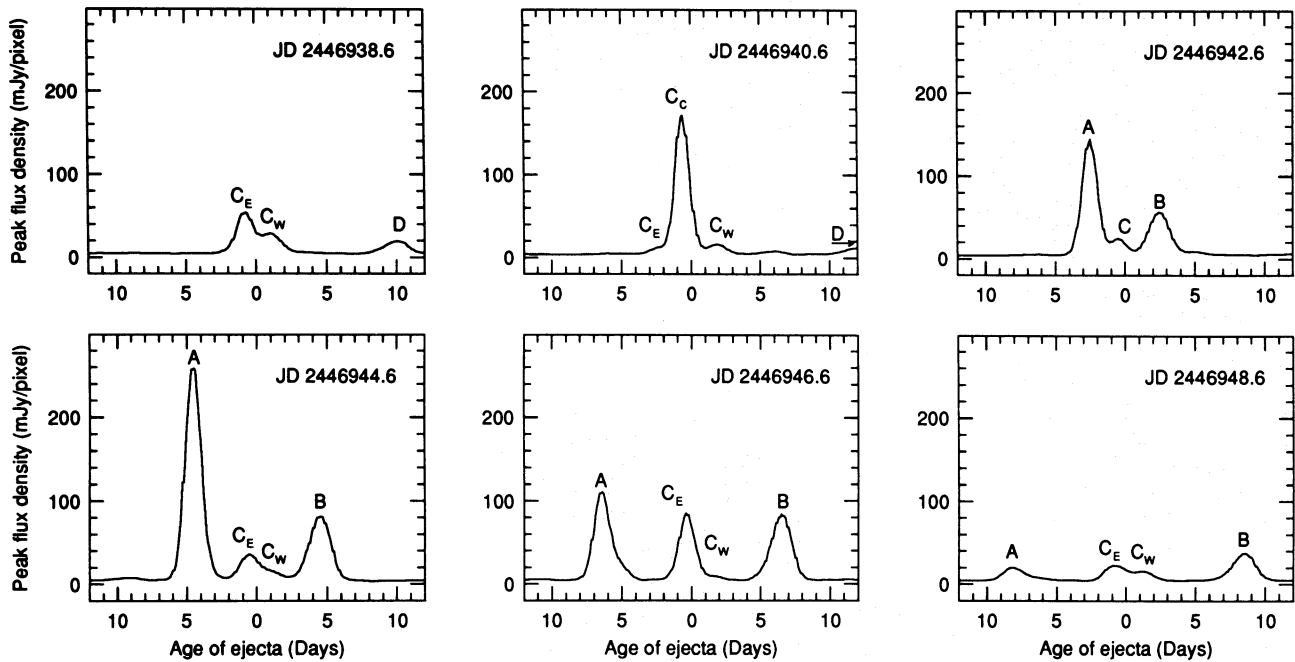 Peak flux density (mJy/pixel)
200
100
0
JD 2446938.6
C_E
C_W
D
10 5 0 5 10
200
100
0
JD 2446940.6
C_C
C_E
C_W
D
10 5 0 5 10
200
100
0
JD 2446942.6
A
C
B
10 5 0 5 10
Peak flux density (mJy/pixel)
200
100
0
JD 2446944.6
A
C_E
C_W
B
10 5 0 5 10
Age of ejecta (Days)
200
100
0
JD 2446946.6
A
C_E
C_W
B
10 5 0 5 10
Age of ejecta (Days)
200
100
0
JD 2446948.6
A
C_E
C_W
B
10 5 0 5 10
Age of ejecta (Days)